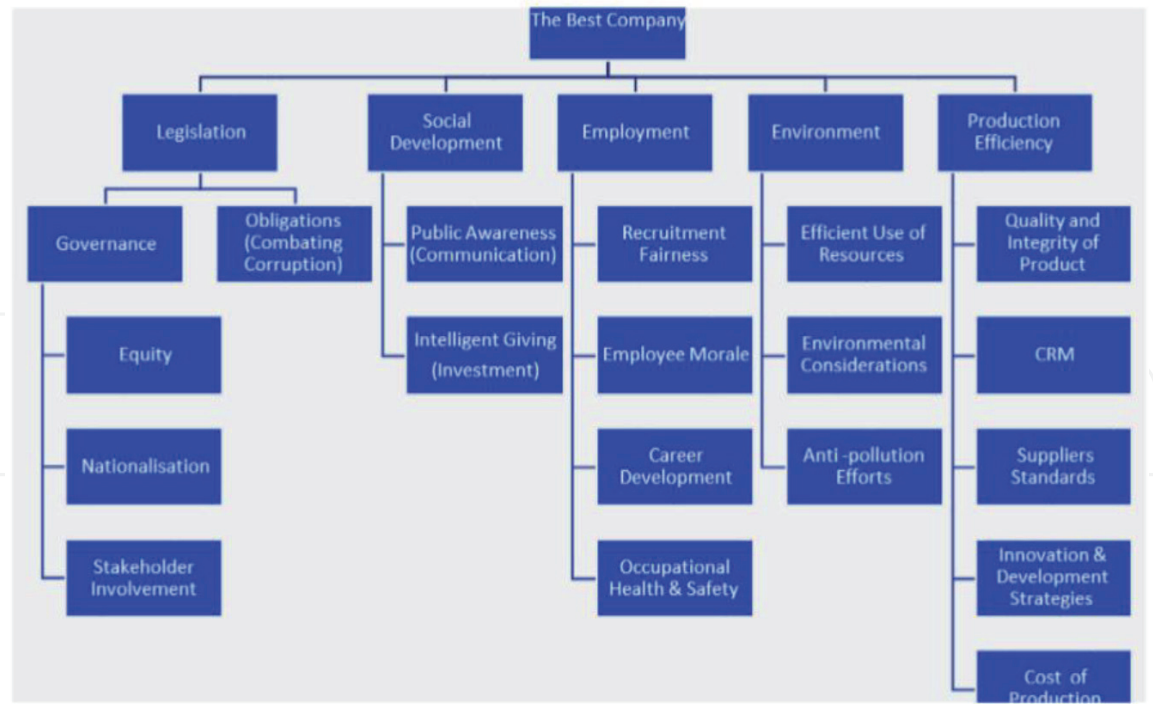 The Best Company
Legislation
Social
Development
Employment
Environment
Production
Efficiency
Governance
Obligations
(Combating
Corruption)
Public Awareness
(Communication)
Recruitment
Fairness
Efficient Use of
Resources
Quality and
Integrity of
Product
Equity
Intelligent Giving
(Investment)
Employee Morale
Environmental
Considerations
CRM
Nationalisation
Career
Development
Anti -pollution
Efforts
Suppliers
Standards
Stakeholder
Involvement
Occupational
Health & Safety
Innovation &
Development
Strategies
Cost of
Production